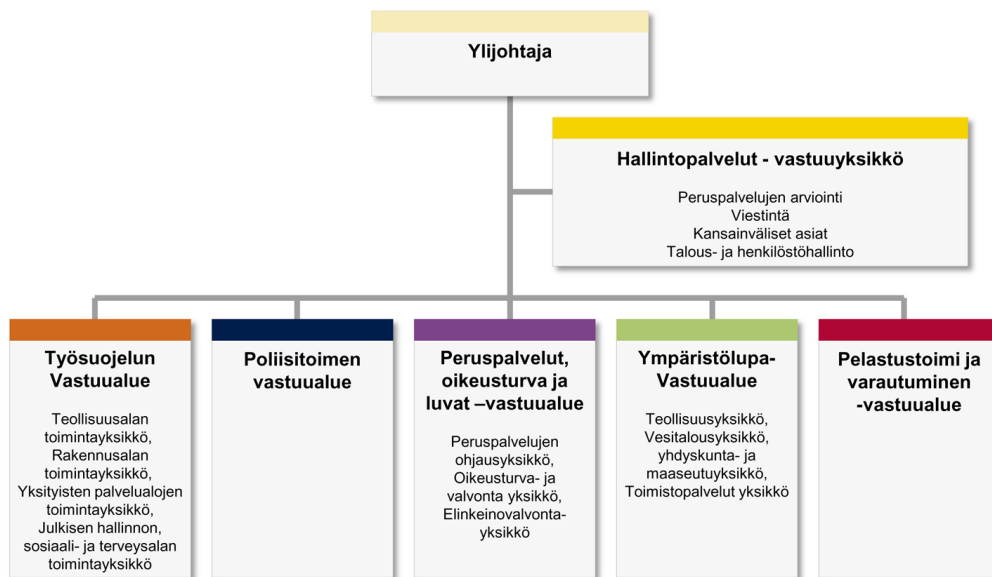 Ylijohtaja
Hallintopalvelut - vastuuyksikkö
Peruspalvelujen arviointi
Viestintä
Kansainväliset asiat
Talous- ja henkilöstöhallinto
Työsuojelun
Vastuualue
Teollisuusalan
toimintayksikkö,
Rakennusalan
toimintayksikkö,
Yksityisten palvelualojen
toimintayksikkö,
Julkisen hallinnon,
sosiaali- ja terveysalan
toimintayksikkö
Poliisitoimen
vastuualue
Peruspalvelut,
oikeusturva ja
luvat –vastuualue
Peruspalvelujen
ohjausyksikkö,
Oikeusturva- ja
valvonta yksikkö,
Elinkeinovalvonta-
yksikkö
Ympäristölupa-
Vastuualue
Teollisuusyksikkö,
Vesitalousyksikkö,
yhdyskunta- ja
maaseutuyksikkö,
Toimistopalvelut yksikkö
Pelastustoimi ja
varautuminen
-vastuualue